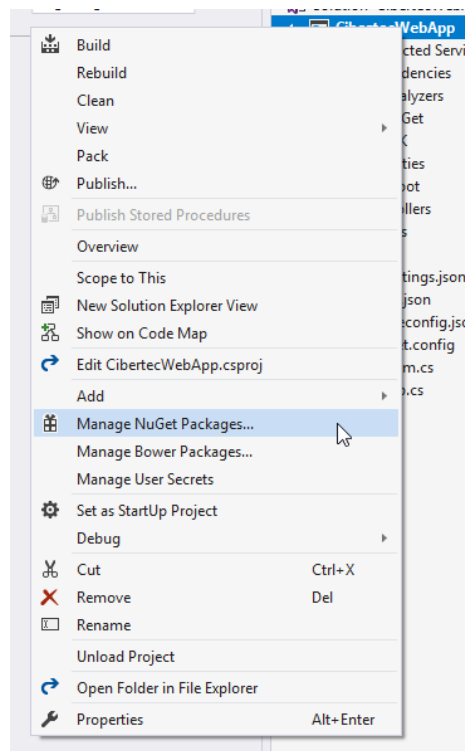 CibertecWebApp
Build
cted Servi
Rebuild
dencies
Clean
alyzers
View
Get
Pack
ties
Publish...
oot
Publish Stored Procedures
llers
Overview
Scope to This
tings.json
New Solution Explorer View
json
Show on Code Map
econfig.jso
t.config
Edit CibertecWebApp.csproj
m.cs
Add
p.cs
Manage NuGet Packages...
Manage Bower Packages...
Manage User Secrets
Set as StartUp Project
Debug
Cut Ctrl+X
Remove Del
Rename
Unload Project
Open Folder in File Explorer
Properties Alt+Enter